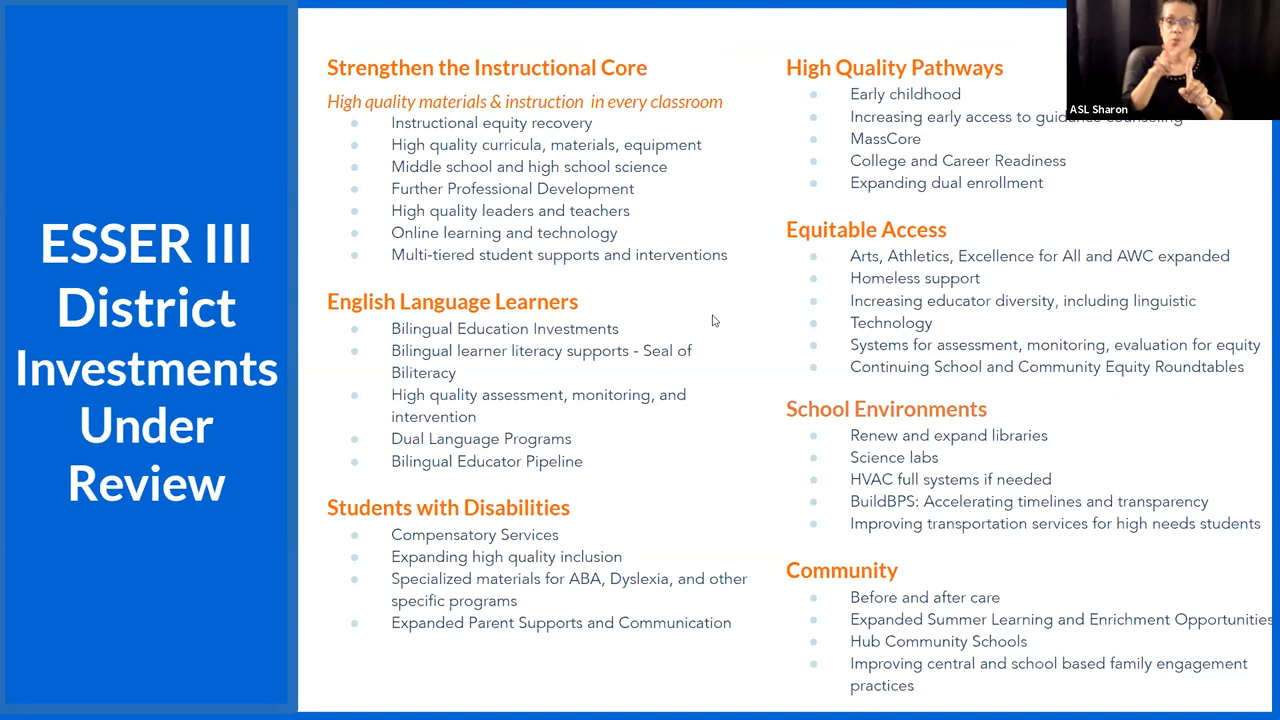 ESSER III
District
Investments
Under
Review
Strengthen the Instructional Core
High quality materials & instruction in every classroom
Instructional equity recovery
High quality curricula, materials, equipment
Middle school and high school science
Further Professional Development
High quality leaders and teachers
Online learning and technology
Multi-tiered student supports and interventions
English Language Learners
Bilingual Education Investments
Bilingual learner literacy supports - Seal of
Biliteracy
High quality assessment, monitoring, and
intervention
Dual Language Programs
Bilingual Educator Pipeline
Students with Disabilities
Compensatory Services
Expanding high quality inclusion
Specialized materials for ABA, Dyslexia, and other
specific programs
Expanded Parent Supports and Communication
High Quality Pathways
Early childhood
Increasing early access to guidance counseling
MassCore
College and Career Readiness
Expanding dual enrollment
Equitable Access
Arts, Athletics, Excellence for All and AWC expanded
Homeless support
Increasing educator diversity, including linguistic
Technology
Systems for assessment, monitoring, evaluation for equity
Continuing School and Community Equity Roundtables
School Environments
Renew and expand libraries
Science labs
HVAC full systems if needed
BuildBPS: Accelerating timelines and transparency
Improving transportation services for high needs students
Community
Before and after care
Expanded Summer Learning and Enrichment Opportunities
Hub Community Schools
Improving central and school based family engagement
practices
ASL Sharon